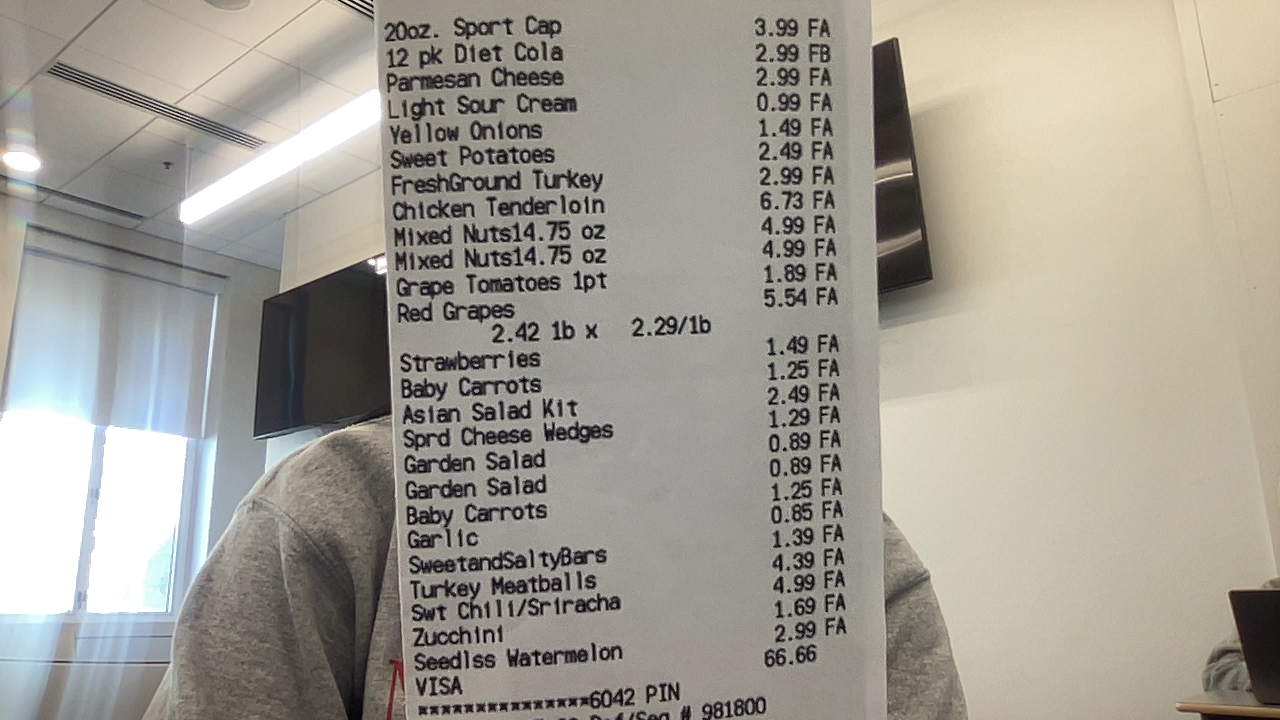 20oz. Sport Cap 3.99 FA
12 pk Diet Cola 2.99 FB
Parmesan Cheese 2.99 FA
Light Sour Cream 0.99 FA
Yellow Onions 1.49 FA
Sweet Potatoes 2.49 FA
FreshGround Turkey 2.99 FA
Chicken Tenderloin 6.73 FA
Mixed Nuts14.75 oz 4.99 FA
Mixed Nuts14.75 oz 4.99 FA
Grape Tomatoes 1pt 1.89 FA
Red Grapes 5.54 FA
2.42 lb x 2.29/lb
Strawberries 1.49 FA
Baby Carrots 1.25 FA
Asian Salad Kit 2.49 FA
Sprd Cheese Wedges 1.29 FA
Garden Salad 0.89 FA
Garden Salad 0.89 FA
Baby Carrots 1.25 FA
Garlic 0.85 FA
SweetandSaltyBars 1.39 FA
Turkey Meatballs 4.39 FA
Swt Chili/Sriracha 4.99 FA
Zucchini 1.69 FA
Seedlss Watermelon 2.99 FA
VISA 66.66
***************6042 PIN
Ref/Seq # 981800